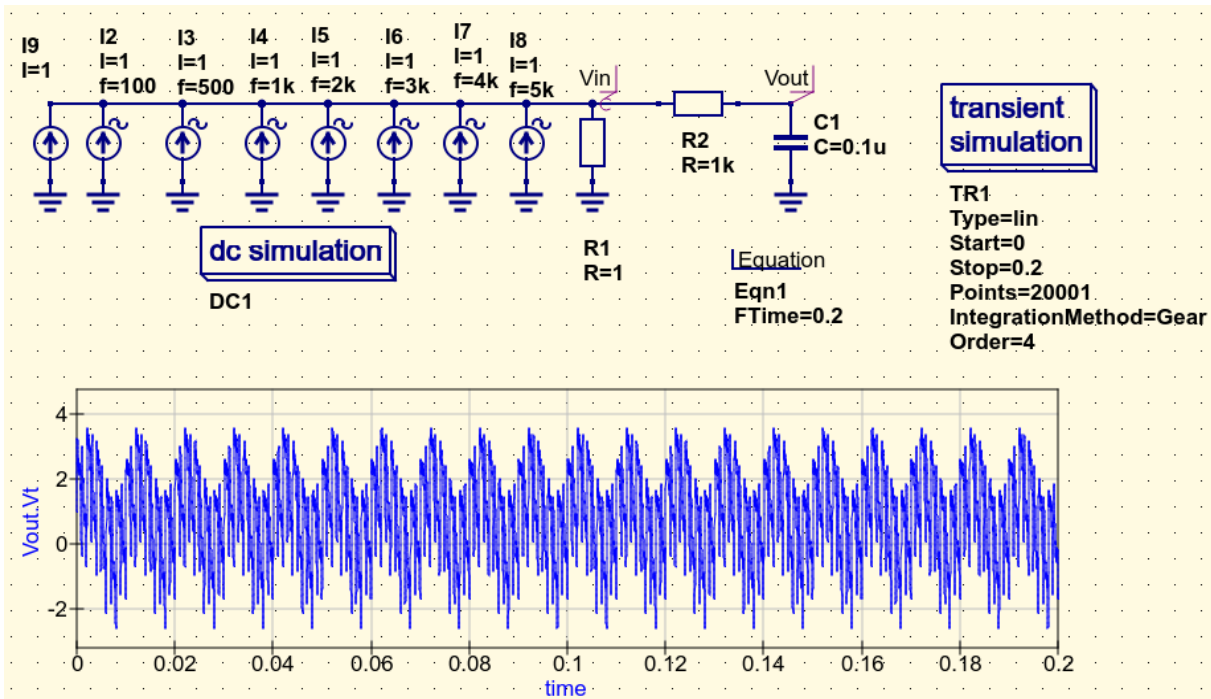 I9
I=1
I2
I=1
f=100
I3
I=1
f=500
I4
I=1
f=1k
I5
I=1
f=2k
I6
I=1
f=3k
I7
I=1
f=4k
I8
I=1
f=5k
Vin
Vout
R2
R=1k
C1
C=0.1u
transient
simulation
TR1
Type=lin
Start=0
Stop=0.2
Points=20001
IntegrationMethod=Gear
Order=4
dc simulation
DC1
R1
R=1
Equation
Eqn1
FTime=0.2
4
2
0
-2
Vout.Vt
0
0.02
0.04
0.06
0.08
0.1
0.12
0.14
0.16
0.18
0.2
time